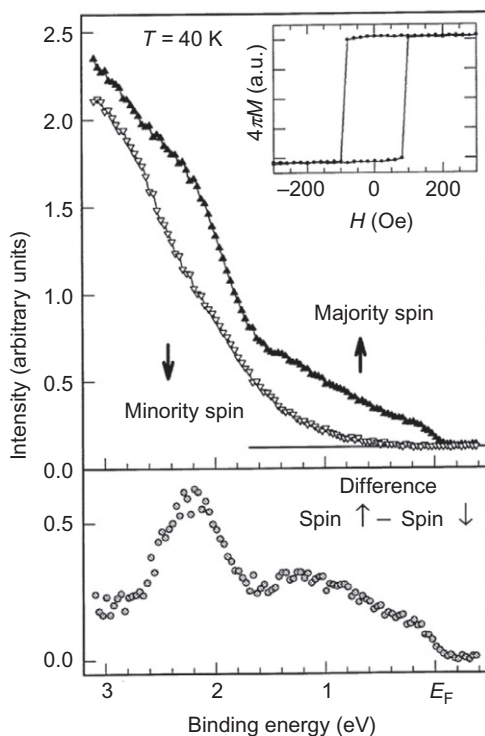 2.5
T = 40 K
4πM (a.u.)
−200 0 200
H (Oe)
2.0
1.5
Intensity (arbitrary units)
1.0
Majority spin
↑
0.5
↓
Minority spin
0.0
Difference
Spin ↑ – Spin ↓
0.5
0.0
3 2 1 EF
Binding energy (eV)